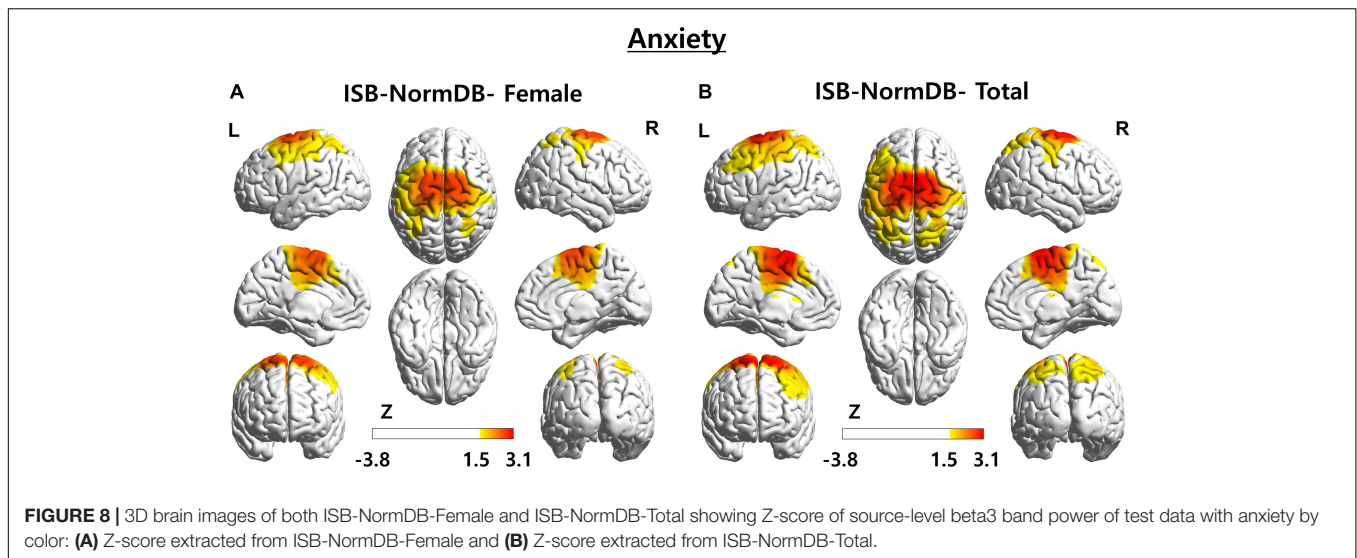 Anxiety
A
ISB-NormDB- Female
B
ISB-NormDB- Total
L
R
L
R
Z
-3.8
1.5
3.1
Z
-3.8
1.5
3.1
FIGURE 8 | 3D brain images of both ISB-NormDB-Female and ISB-NormDB-Total showing Z-score of source-level beta3 band power of test data with anxiety by
color: (A) Z-score extracted from ISB-NormDB-Female and (B) Z-score extracted from ISB-NormDB-Total.